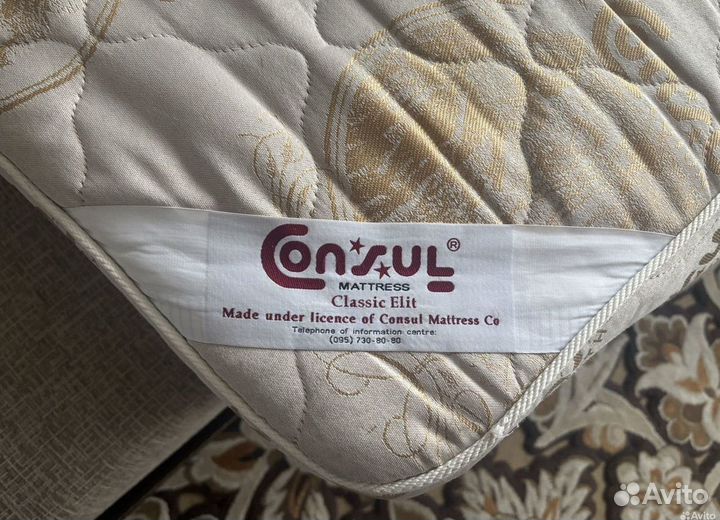 Consul®
MATTRESS
Classic Elit
Made under licence of Consul Mattress Co
Telephone of information centre:
(095) 730-80-80
Avito
Avito